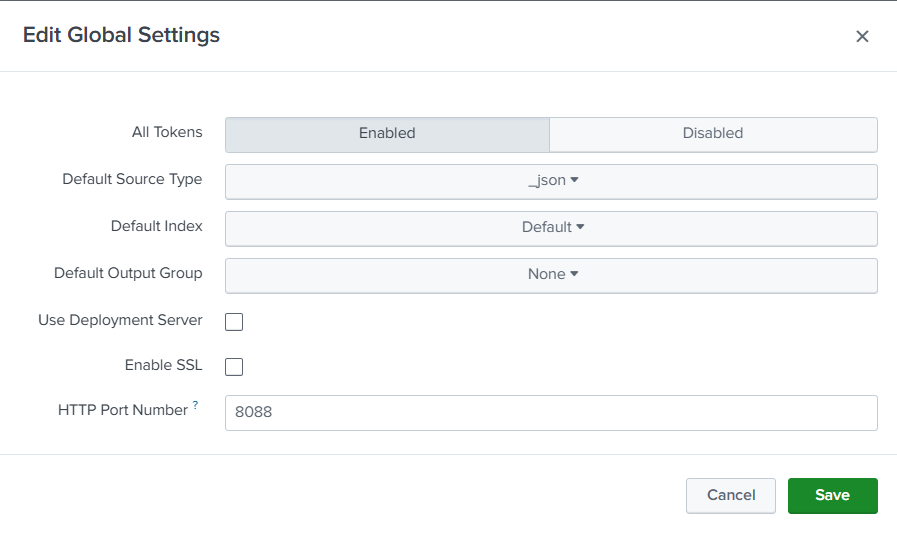 Edit Global Settings
All Tokens Enabled Disabled
Default Source Type _json
Default Index Default
Default Output Group None
Use Deployment Server
Enable SSL
HTTP Port Number ? 8088
Cancel Save